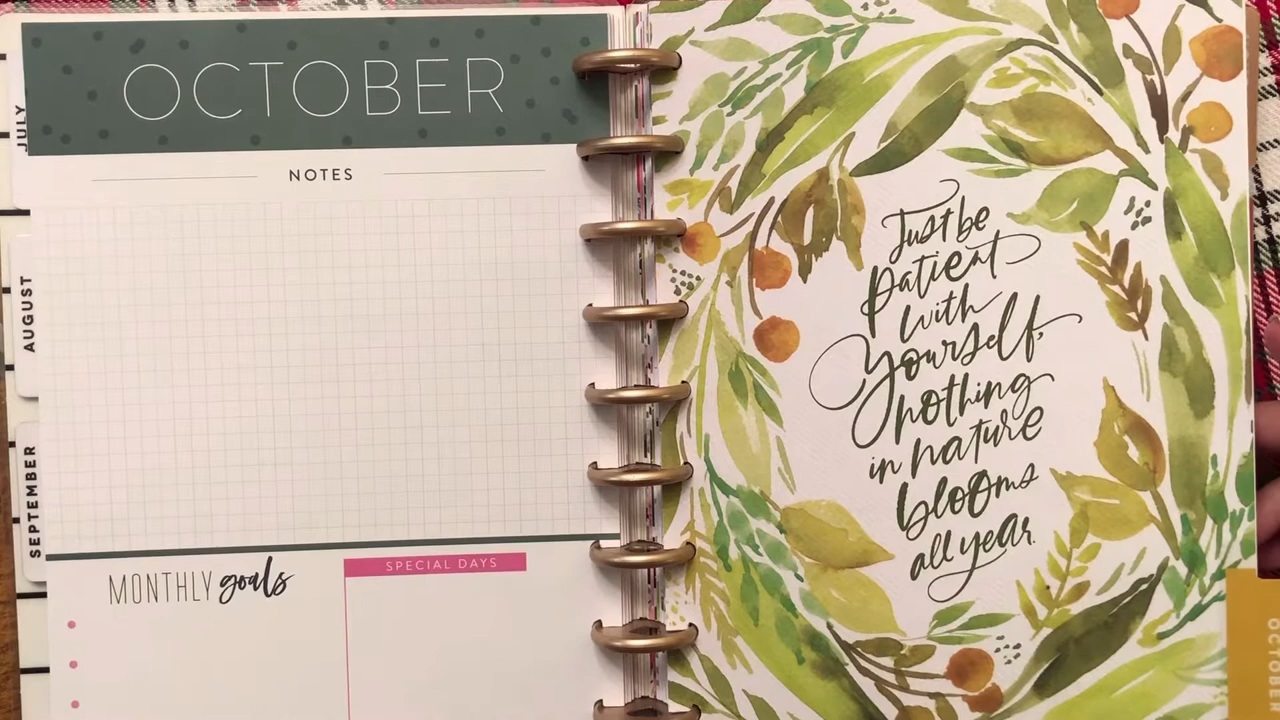 OCTOBER
NOTES
JULY
AUGUST
SEPTEMBER
MONTHLY goals
SPECIAL DAYS
Just be
patient
with
yourself,
nothing
in nature
blooms
all year.
OCTOBER